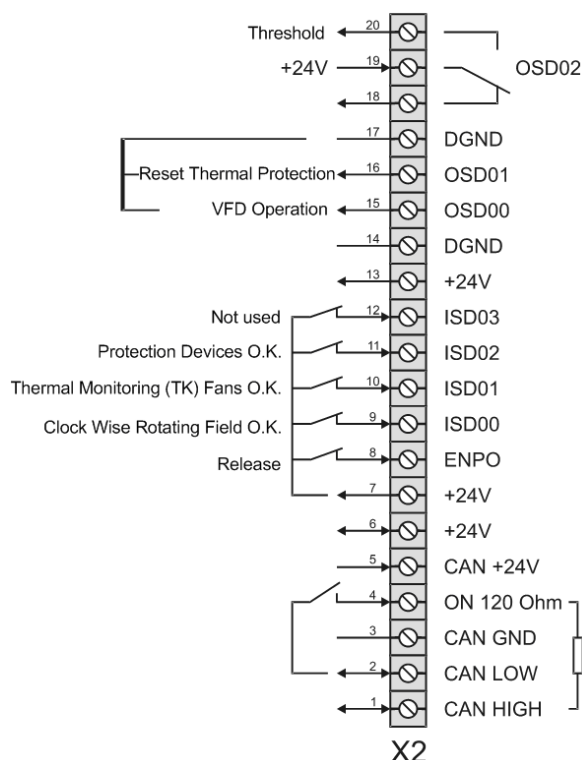 Threshold 20
+24V 19 OSD02
18
17 DGND
Reset Thermal Protection 16 OSD01
VFD Operation 15 OSD00
14 DGND
13 +24V
Not used 12 ISD03
Protection Devices O.K. 11 ISD02
Thermal Monitoring (TK) Fans O.K. 10 ISD01
Clock Wise Rotating Field O.K. 9 ISD00
Release 8 ENPO
7 +24V
6 +24V
5 CAN +24V
4 ON 120 Ohm
3 CAN GND
2 CAN LOW
1 CAN HIGH
X2